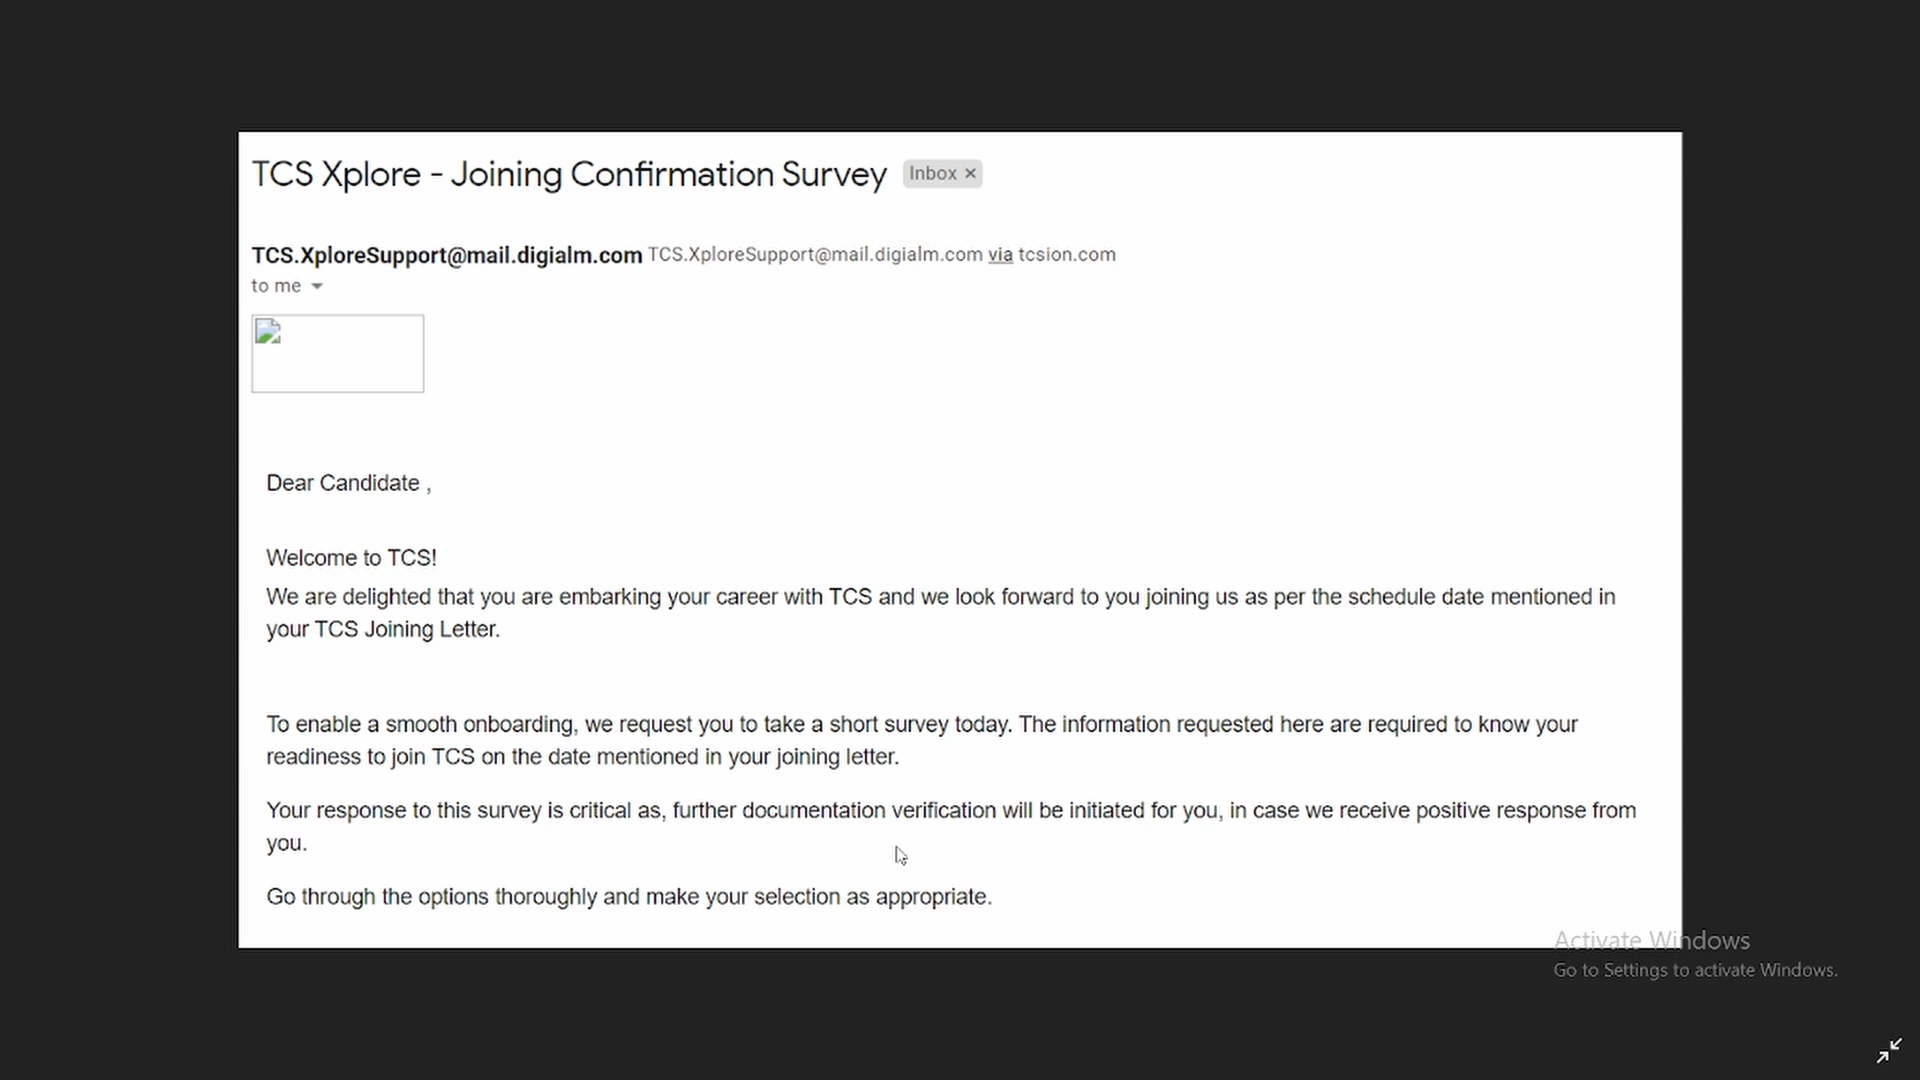 TCS Xplore - Joining Confirmation Survey Inbox ×
TCS.XploreSupport@mail.digialm.com TCS.XploreSupport@mail.digialm.com via tcsion.com
to me
Dear Candidate ,
Welcome to TCS!
We are delighted that you are embarking your career with TCS and we look forward to you joining us as per the schedule date mentioned in
your TCS Joining Letter.
To enable a smooth onboarding, we request you to take a short survey today. The information requested here are required to know your
readiness to join TCS on the date mentioned in your joining letter.
Your response to this survey is critical as, further documentation verification will be initiated for you, in case we receive positive response from
you.
Go through the options thoroughly and make your selection as appropriate.
Activate Windows
Go to Settings to activate Windows.